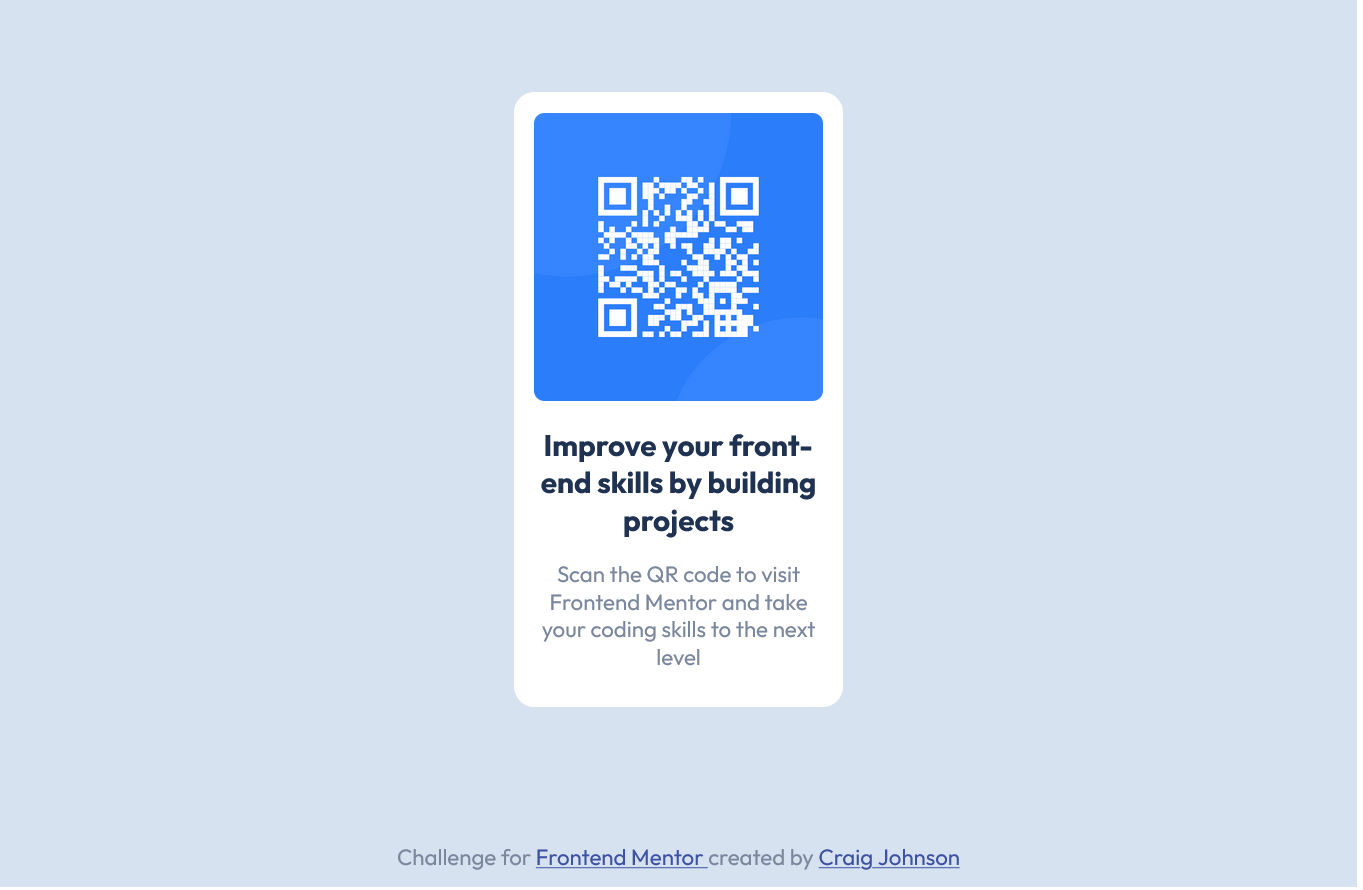 Improve your front-
end skills by building
projects
Scan the QR code to visit
Frontend Mentor and take
your coding skills to the next
level
Challenge for Frontend Mentor created by Craig Johnson